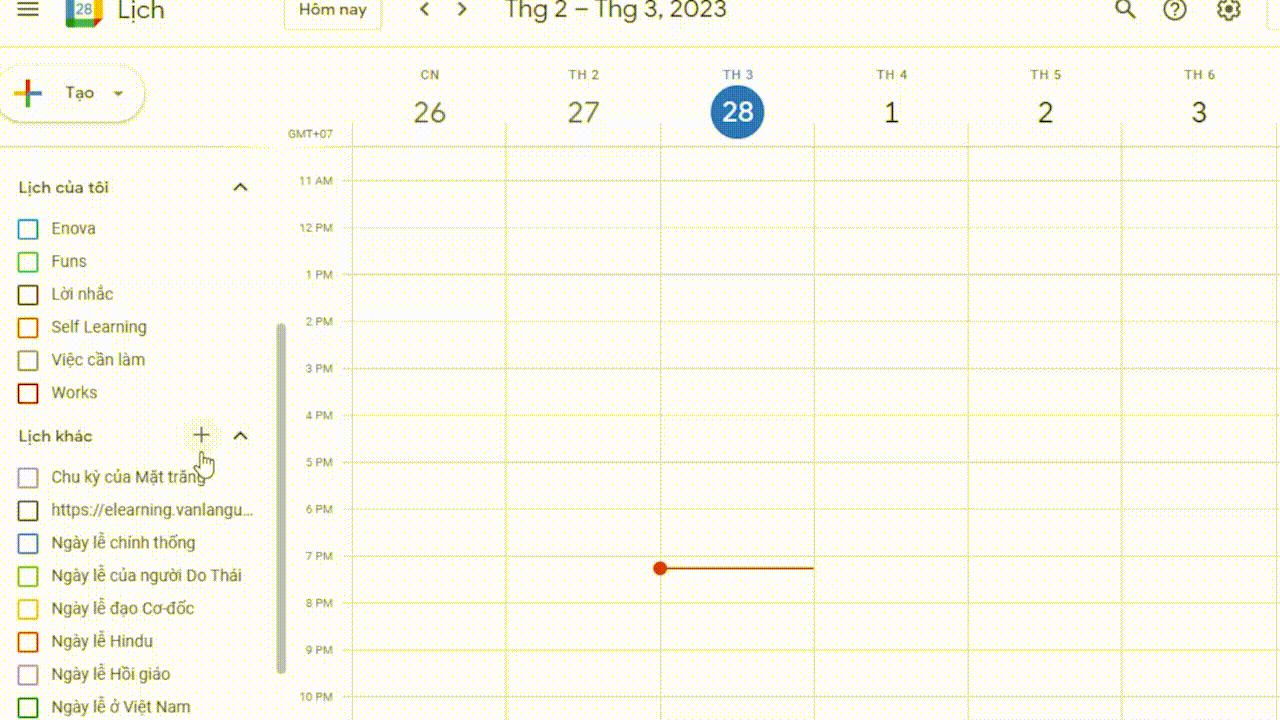 28 Lịch
Hôm nay
Thg 2 – Thg 3, 2023
Tạo
CN TH 2 TH 3 TH 4 TH 5 TH 6
26 27 28 1 2 3
GMT+07
Lịch của tôi
Enova
Funs
Lời nhắc
Self Learning
Việc cần làm
Works
Lịch khác
Chu kỳ của Mặt trăng
https://elearning.vanlangu...
Ngày lễ chính thống
Ngày lễ của người Do Thái
Ngày lễ đạo Cơ-đốc
Ngày lễ Hindu
Ngày lễ Hồi giáo
Ngày lễ ở Việt Nam
11 AM
12 PM
1 PM
2 PM
3 PM
4 PM
5 PM
6 PM
7 PM
8 PM
9 PM
10 PM